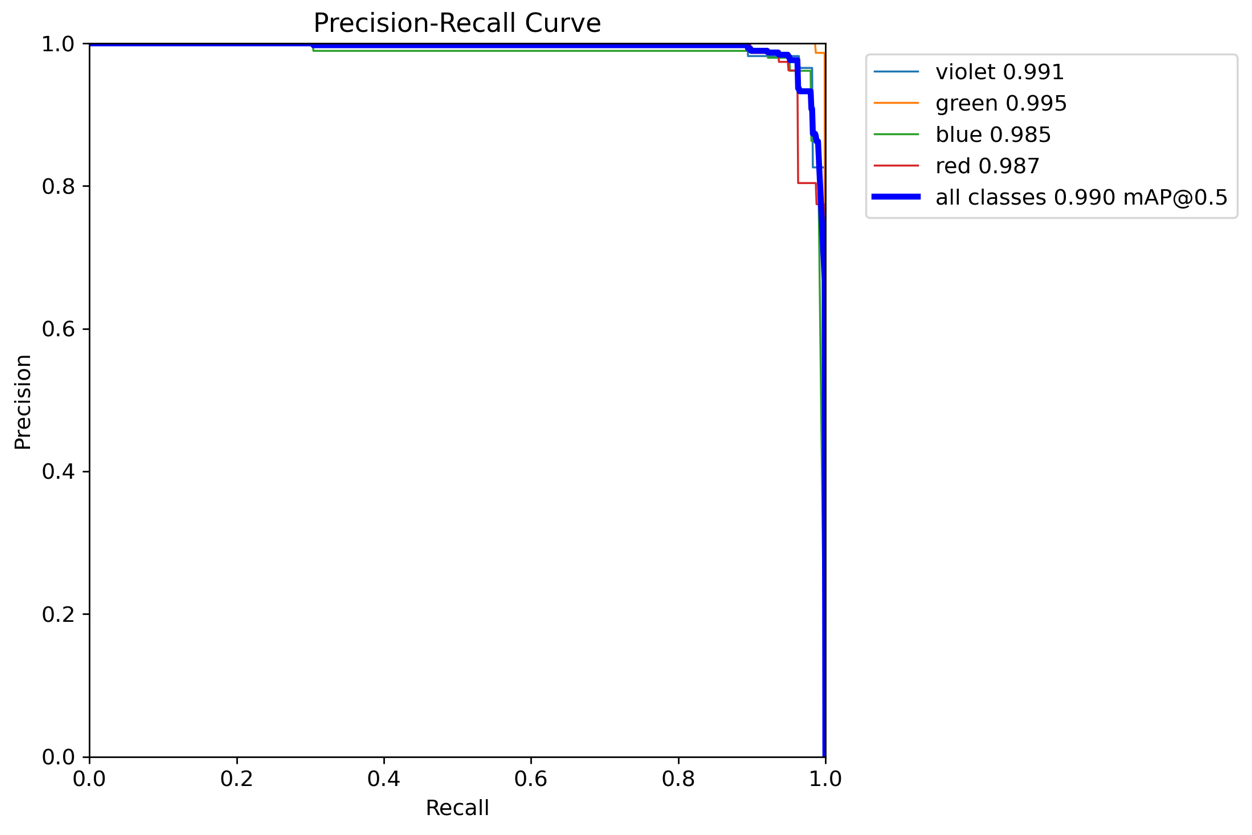 Precision-Recall Curve
1.0
0.8
0.6
0.4
0.2
0.0
Precision
0.0 0.2 0.4 0.6 0.8 1.0
Recall
violet 0.991
green 0.995
blue 0.985
red 0.987
all classes 0.990 mAP@0.5